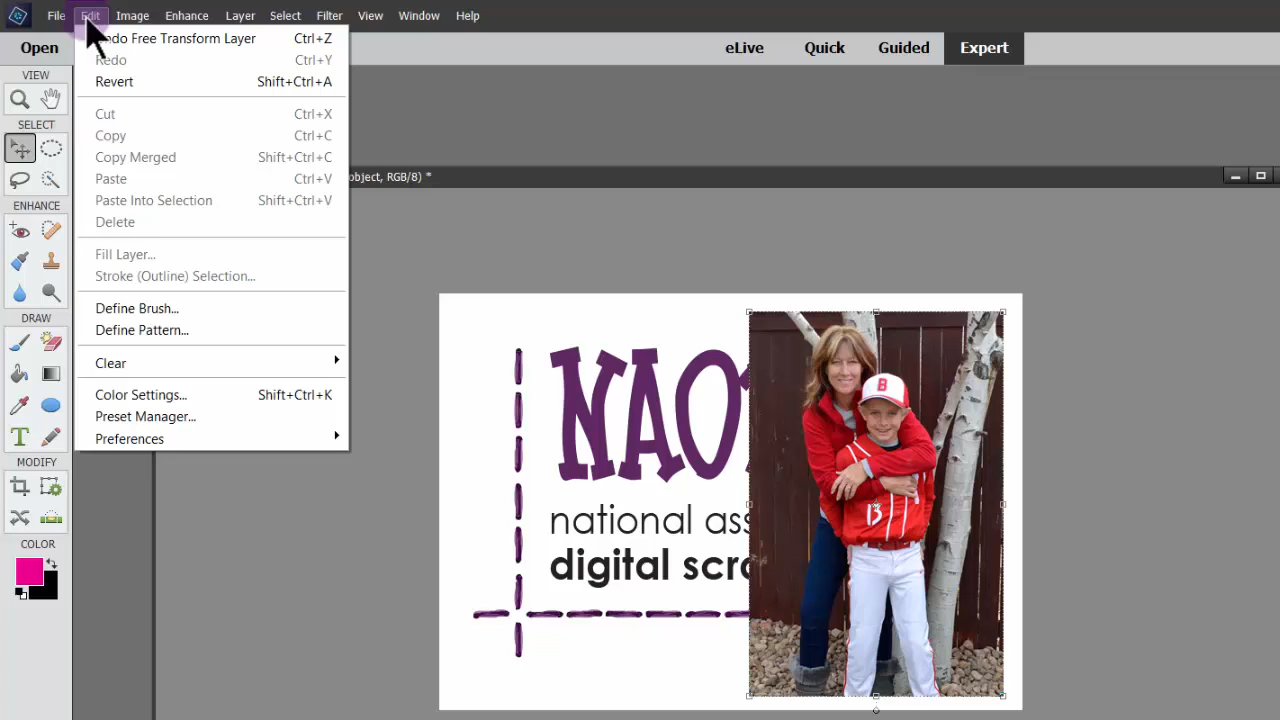 File Edit Image Enhance Layer Select Filter View Window Help
Open eLive Quick Guided Expert
VIEW
SELECT
ENHANCE
DRAW
MODIFY
COLOR
Undo Free Transform Layer Ctrl+Z
Redo Ctrl+Y
Revert Shift+Ctrl+A
Cut Ctrl+X
Copy Ctrl+C
Copy Merged Shift+Ctrl+C
Paste Ctrl+V
Paste Into Selection Shift+Ctrl+V
Delete
Fill Layer...
Stroke (Outline) Selection...
Define Brush...
Define Pattern...
Clear
Color Settings... Shift+Ctrl+K
Preset Manager...
Preferences
object, RGB/8) *
NAO
national ass
digital scra
B
13